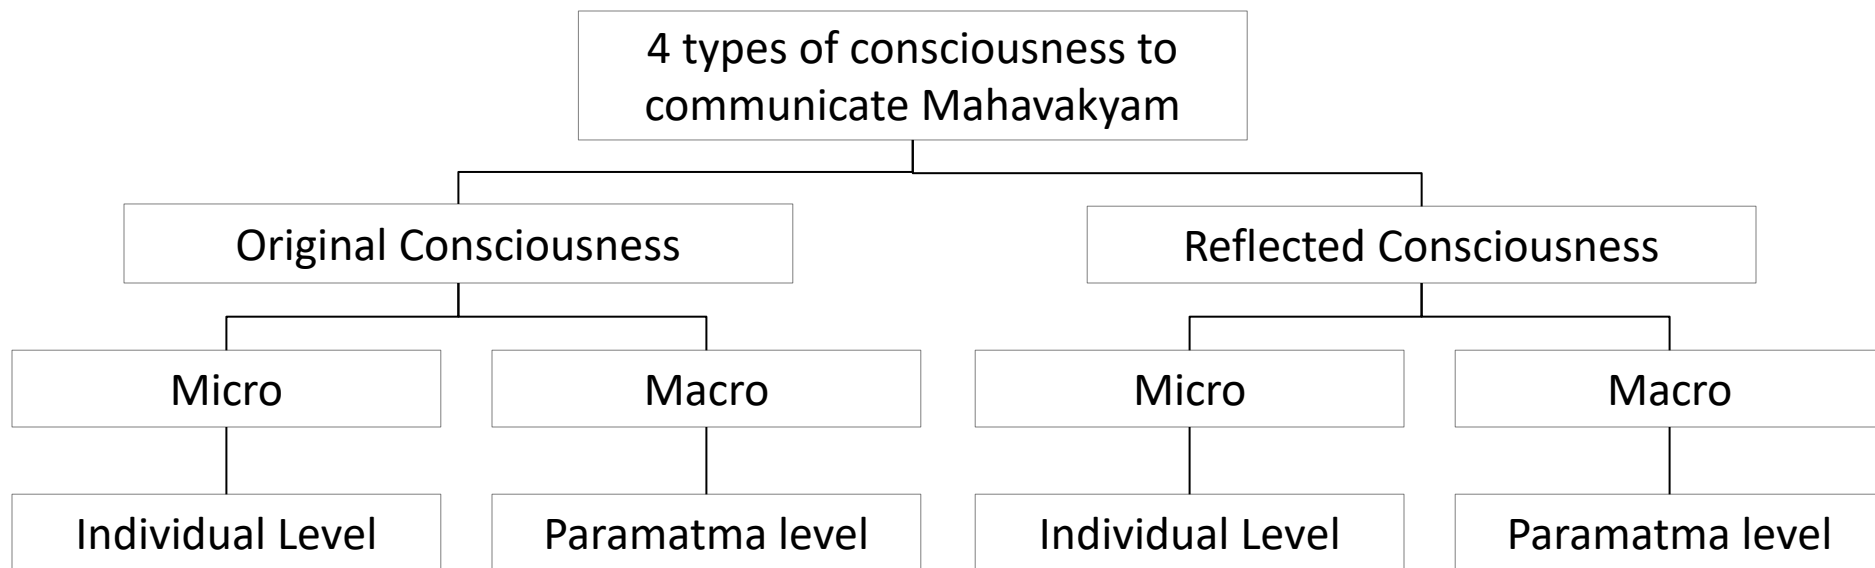 4 types of consciousness to
communicate Mahavakyam
Original Consciousness
Reflected Consciousness
Micro
Macro
Micro
Macro
Individual Level
Paramatma level
Individual Level
Paramatma level